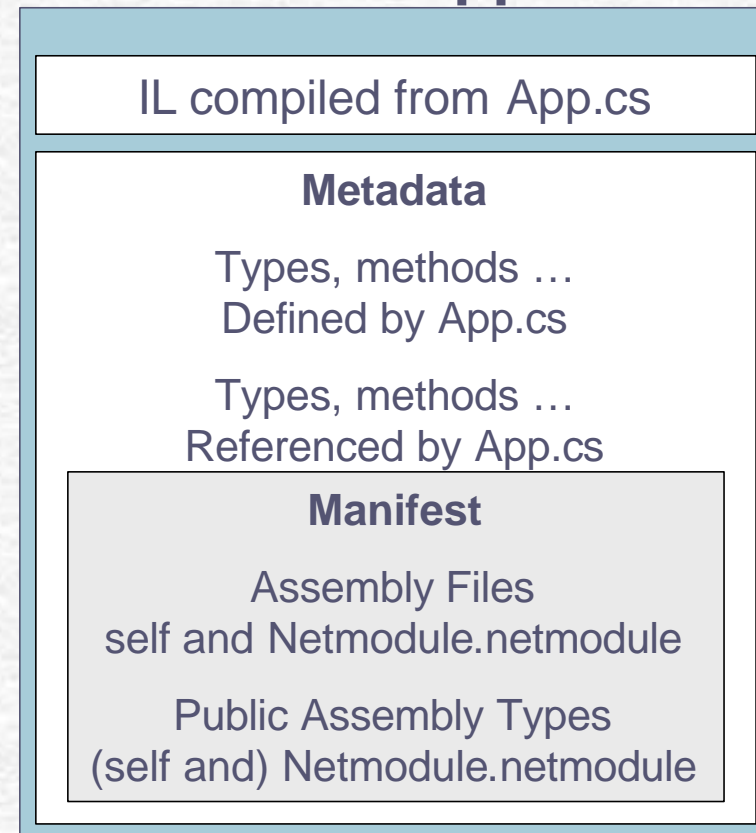 IL compiled from App.cs
Metadata
Types, methods …
Defined by App.cs
Types, methods …
Referenced by App.cs
Manifest
Assembly Files
self and Netmodule.netmodule
Public Assembly Types
(self and) Netmodule.netmodule